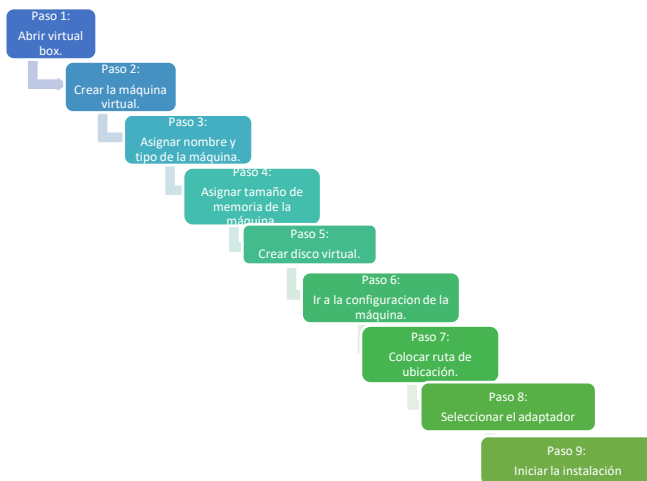 Paso 1:
Abrir virtual
box.
Paso 2:
Crear la máquina
virtual.
Paso 3:
Asignar nombre y
tipo de la máquina.
Paso 4:
Asignar tamaño de
memoria de la
máquina
Paso 5:
Crear disco virtual.
Paso 6:
Ir a la configuracion de la
máquina.
Paso 7:
Colocar ruta de
ubicación.
Paso 8:
Seleccionar el adaptador
Paso 9:
Iniciar la instalación